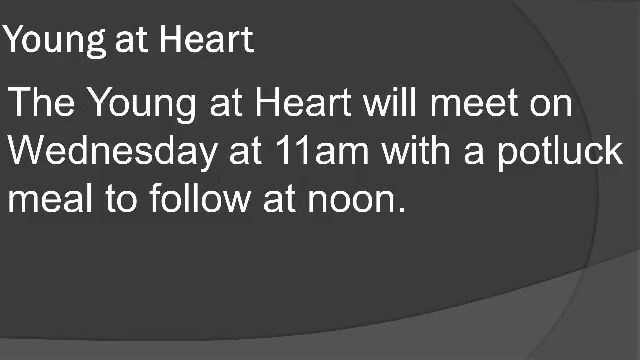 Young at Heart
The Young at Heart will meet on
Wednesday at 11am with a potluck
meal to follow at noon.